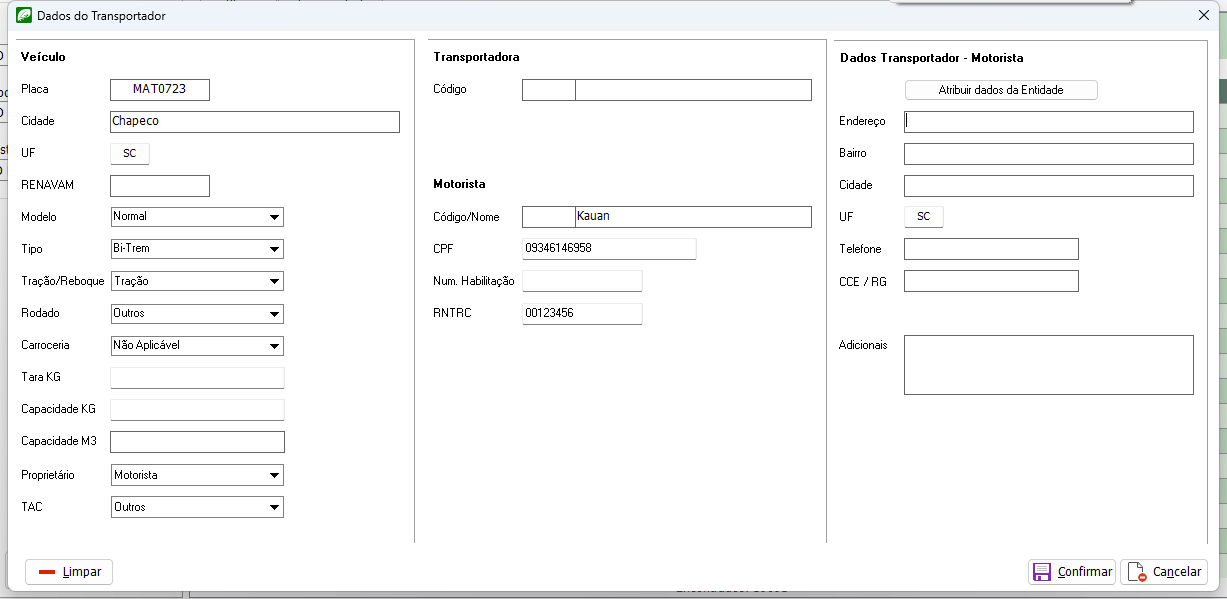 Dados do Transportador
Veículo
Placa MAT0723
Cidade Chapeco
UF SC
RENAVAM
Modelo Normal
Tipo Bi-Trem
Tração/Reboque Tração
Rodado Outros
Carroceria Não Aplicável
Tara KG
Capacidade KG
Capacidade M3
Proprietário Motorista
TAC Outros
Transportadora
Código
Motorista
Código/Nome Kauan
CPF 09346146958
Num. Habilitação
RNTRC 00123456
Dados Transportador - Motorista
Atribuir dados da Entidade
Endereço
Bairro
Cidade
UF SC
Telefone
CCE / RG
Adicionais
Limpar
Confirmar
Cancelar